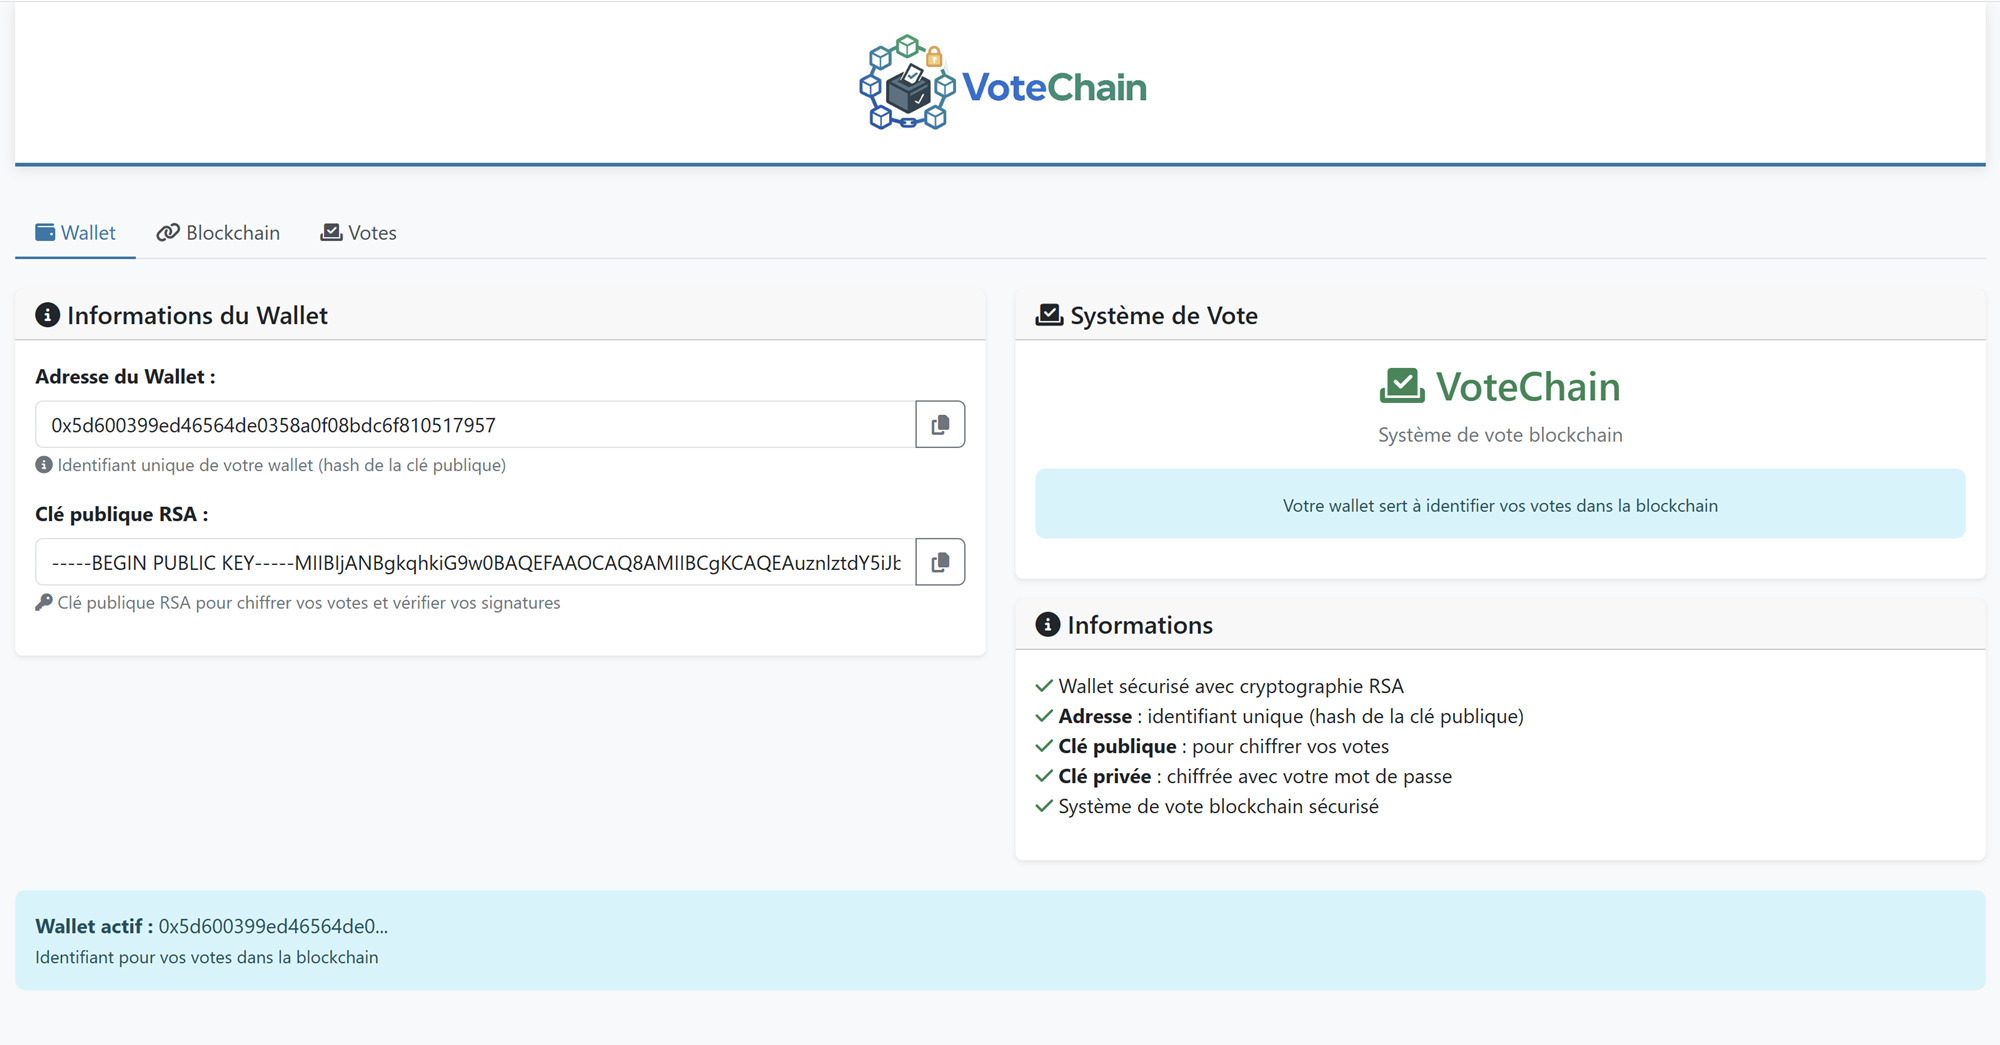 VoteChain
Wallet
Blockchain
Votes
Informations du Wallet
Adresse du Wallet :
0x5d600399ed46564de0358a0f08bdc6f810517957
Identifiant unique de votre wallet (hash de la clé publique)
Clé publique RSA :
-----BEGIN PUBLIC KEY-----MIIBIjANBgkqhkiG9w0BAQEFAAOCAQ8AMIIBCgKCAQEAuznlztdY5iJb
Clé publique RSA pour chiffrer vos votes et vérifier vos signatures
Système de Vote
VoteChain
Système de vote blockchain
Votre wallet sert à identifier vos votes dans la blockchain
Informations
Wallet sécurisé avec cryptographie RSA
Adresse : identifiant unique (hash de la clé publique)
Clé publique : pour chiffrer vos votes
Clé privée : chiffrée avec votre mot de passe
Système de vote blockchain sécurisé
Wallet actif : 0x5d600399ed46564de0...
Identifiant pour vos votes dans la blockchain